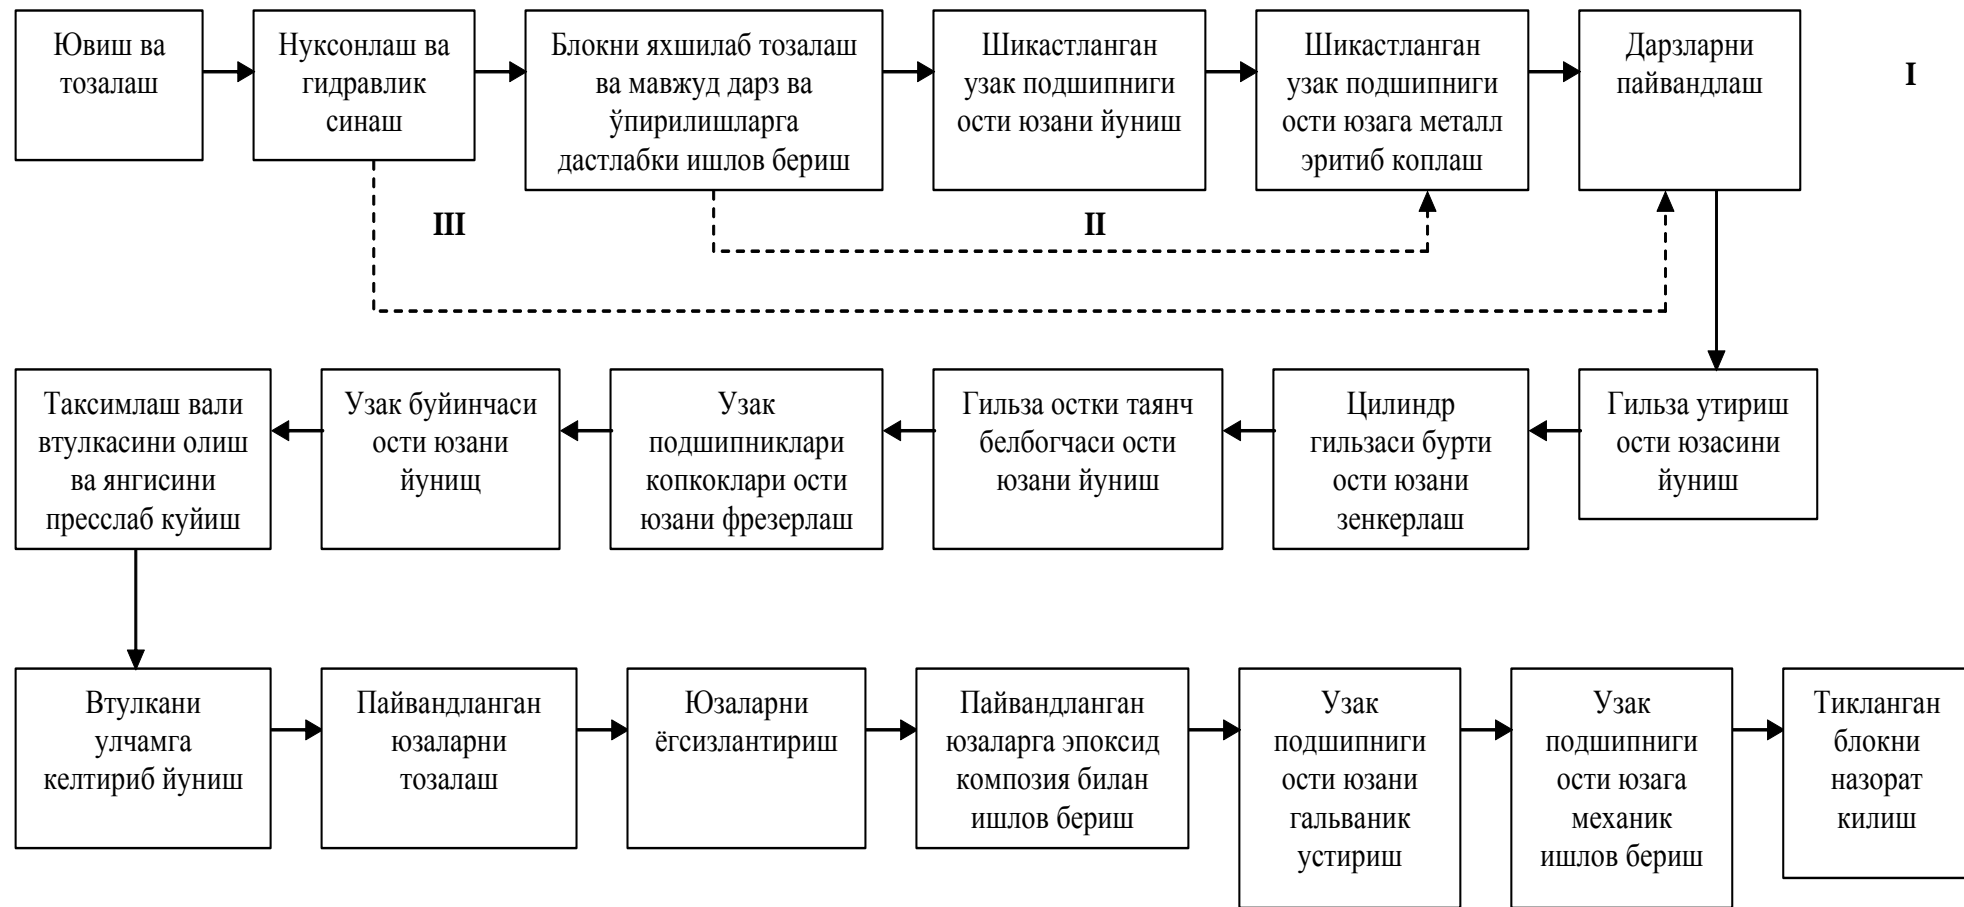 Ювиш ва
тозалаш
Нуксонлаш ва
гидравлик
синаш
Блокни яхшилаб тозалаш
ва мавжуд дарз ва
ўпирилишларга
дастлабки ишлов бериш
Шикастланган
узак подшипниги
ости юзани йуниш
Шикастланган
узак подшипниги
ости юзага металл
эритиб коплаш
Дарзларни
пайвандлаш
I
III
II
Таксимлаш вали
втулкасини олиш
ва янгисини
пресслаб куйиш
Узак буйинчаси
ости юзани
йунищ
Узак
подшипниклари
копкоклари ости
юзани фрезерлаш
Гильза остки таянч
белбогчаси ости
юзани йуниш
Цилиндр
гильзаси бурти
ости юзани
зенкерлаш
Гильза утириш
ости юзасини
йуниш
Втулкани
улчамга
келтириб йуниш
Пайвандланган
юзаларни
тозалаш
Юзаларни
ёгсизлантириш
Пайвандланган
юзаларга эпоксид
композия билан
ишлов бериш
Узак
подшипниги
ости юзани
гальваник
устириш
Узак
подшипниги
ости юзага
механик
ишлов бериш
Тикланган
блокни
назорат
килиш